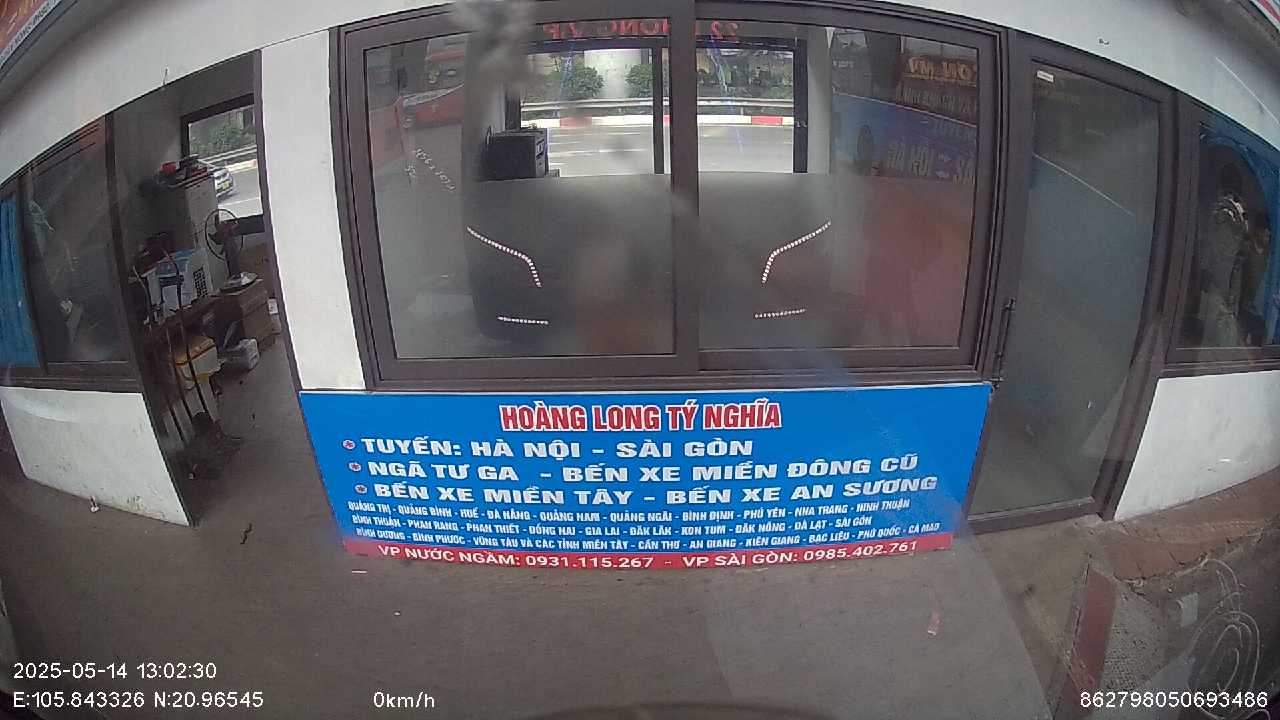 HOÀNG LONG TÝ NGHĨA
TUYẾN: HÀ NỘI - SÀI GÒN
NGÃ TƯ GA - BẾN XE MIỀN ĐÔNG CŨ
BẾN XE MIỀN TÂY - BẾN XE AN SƯƠNG
QUẢNG TRỊ - QUẢNG BÌNH - HUẾ - ĐÀ NẴNG - QUẢNG NAM - QUẢNG NGÃI - BÌNH ĐỊNH - PHÚ YÊN - NHA TRANG - NINH THUẬN
BÌNH THUẬN - PHAN RANG - PHAN THIẾT - ĐỒNG NAI - GIA LAI - ĐĂK LĂK - KON TUM - ĐĂK NÔNG - ĐÀ LẠT - SÀI GÒN
BÌNH DƯƠNG - BÌNH PHƯỚC - VŨNG TÀU VÀ CÁC TỈNH MIỀN TÂY - CẦN THƠ - AN GIANG - KIÊN GIANG - BẠC LIÊU - PHÚ QUỐC - CÀ MAU
VP NƯỚC NGẦM: 0931.115.267 - VP SÀI GÒN: 0985.402.761
2025-05-14 13:02:30
E:105.843326 N:20.96545 0km/h 862798050693486